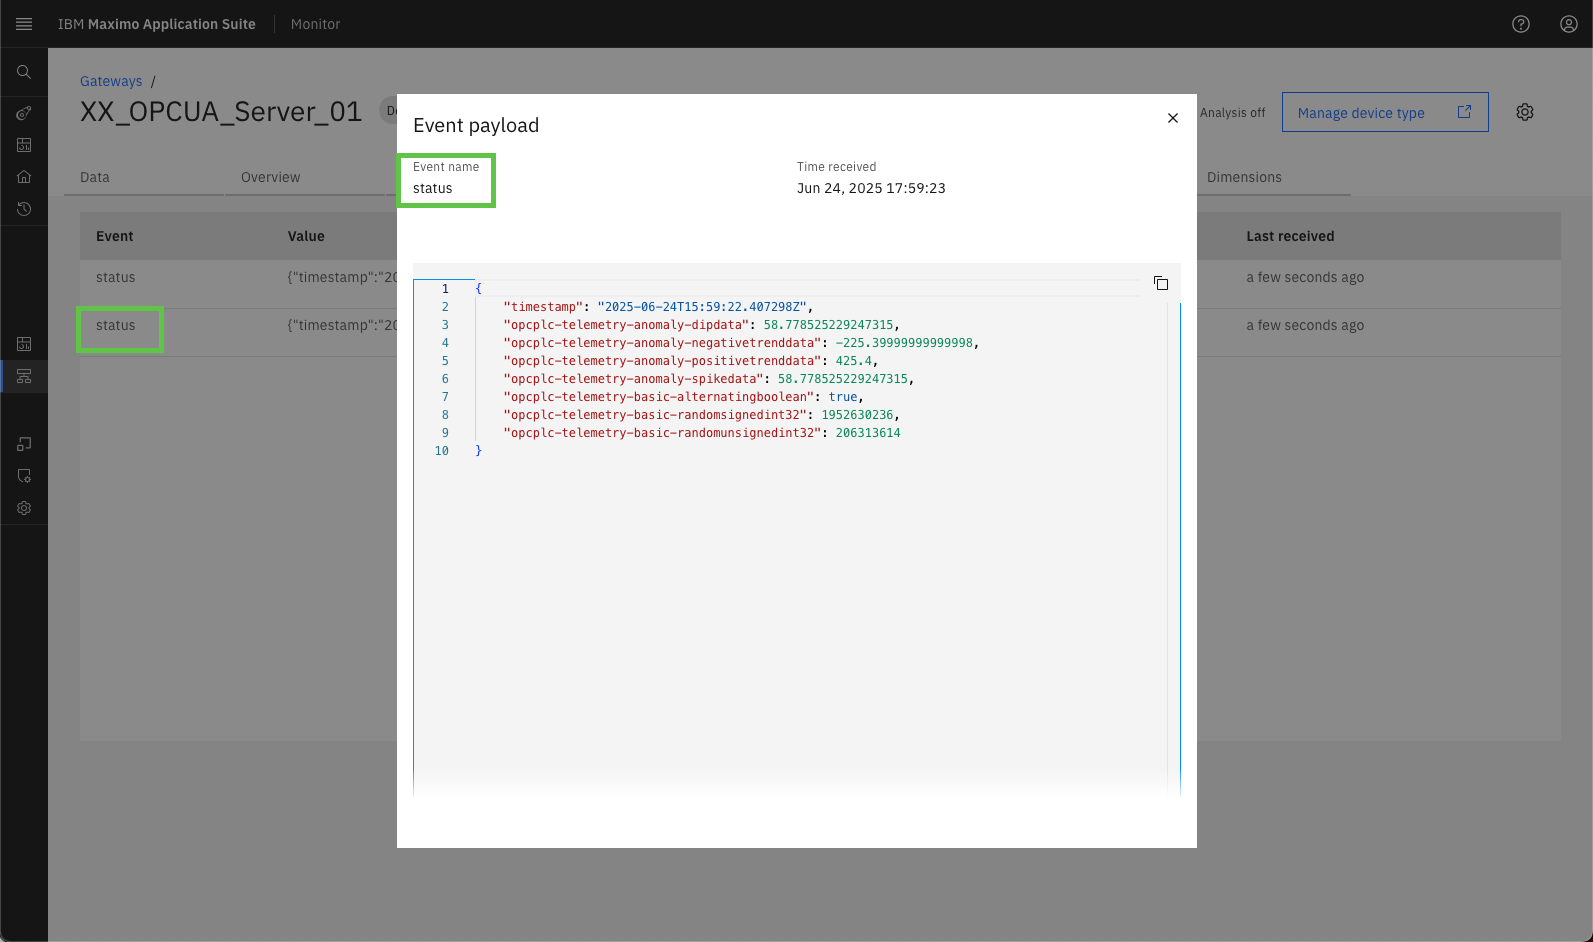 IBM Maximo Application Suite Monitor
Gateways /
XX_OPCUA_Server_01
Analysis off
Manage device type
Data Overview Dimensions
Event Value Last received
status {"timestamp":"20 a few seconds ago
status {"timestamp":"20 a few seconds ago
Event payload
Event name Time received
status Jun 24, 2025 17:59:23
1 {
2 "timestamp": "2025-06-24T15:59:22.407298Z",
3 "opcplc-telemetry-anomaly-dipdata": 58.778525229247315,
4 "opcplc-telemetry-anomaly-negativetrenddata": -225.39999999999998,
5 "opcplc-telemetry-anomaly-positivetrenddata": 425.4,
6 "opcplc-telemetry-anomaly-spikedata": 58.778525229247315,
7 "opcplc-telemetry-basic-alternatingboolean": true,
8 "opcplc-telemetry-basic-randomsignedint32": 1952630236,
9 "opcplc-telemetry-basic-randomunsignedint32": 206313614
10 }